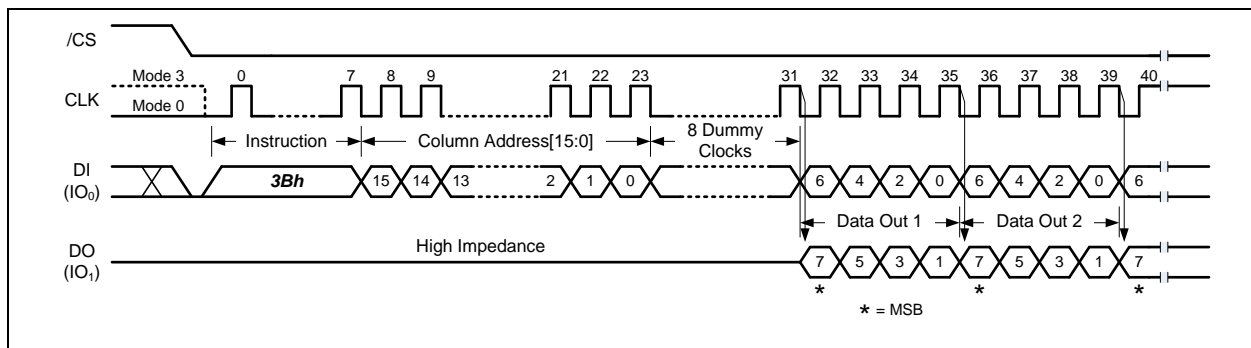 /CS
Mode 3 0 7 8 9 21 22 23 31 32 33 34 35 36 37 38 39 40
CLK Mode 0
Instruction Column Address[15:0] 8 Dummy
Clocks
DI
(IO0) 3Bh 15 14 13 2 1 0 6 4 2 0 6 4 2 0 6
Data Out 1 Data Out 2
High Impedance
DO
(IO1) 7 5 3 1 7 5 3 1 7
* * *
* = MSB